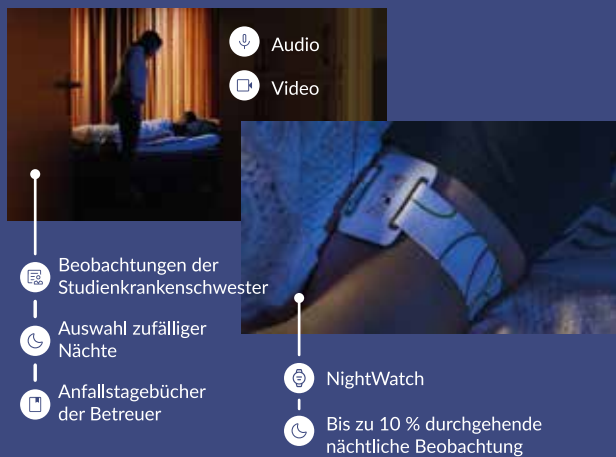 Audio
Video
Beobachtungen der
Studienkrankenschwester
Auswahl zufälliger
Nächte
Anfallstagebücher
der Betreuer
NightWatch
Bis zu 10 % durchgehende
nächtliche Beobachtung